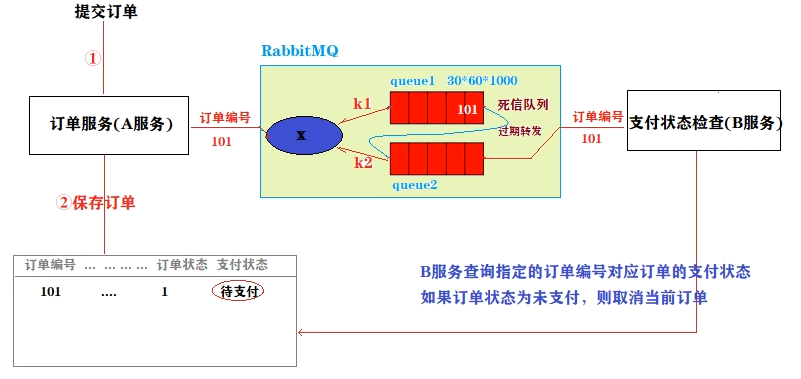 提交订单
①
RabbitMQ
queue1 30*60*1000
订单服务(A服务)
订单编号
101
X
k1
101
死信队列
过期转发
k2
queue2
订单编号
101
支付状态检查(B服务)
②保存订单
订单编号 ... ... ... ... 订单状态 支付状态
101 .... 1 待支付
B服务查询指定的订单编号对应订单的支付状态
如果订单状态为未支付，则取消当前订单